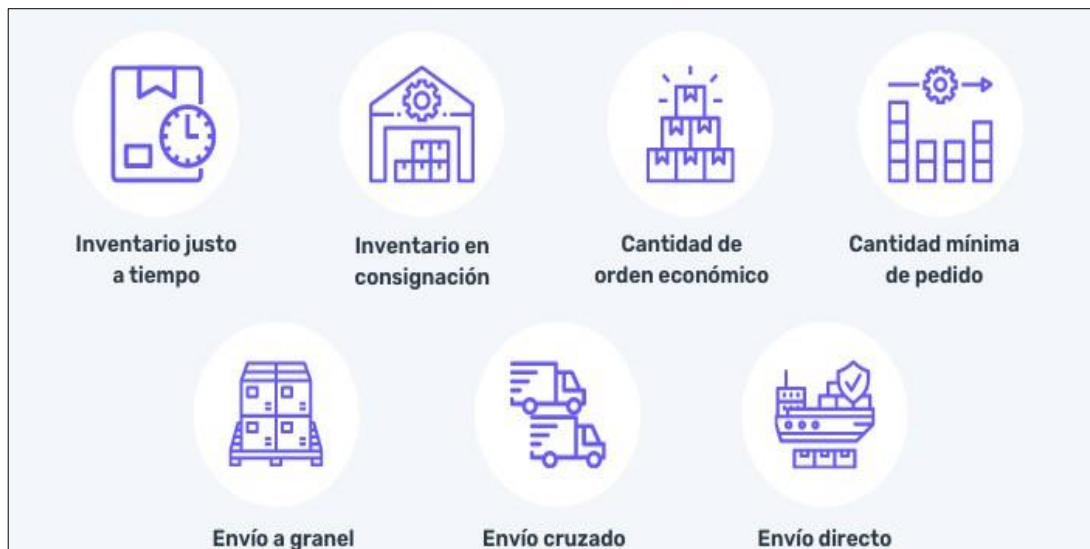 Inventario justo
a tiempo
Inventario en
consignación
Cantidad de
orden económico
Cantidad mínima
de pedido
Envío a granel
Envío cruzado
Envío directo